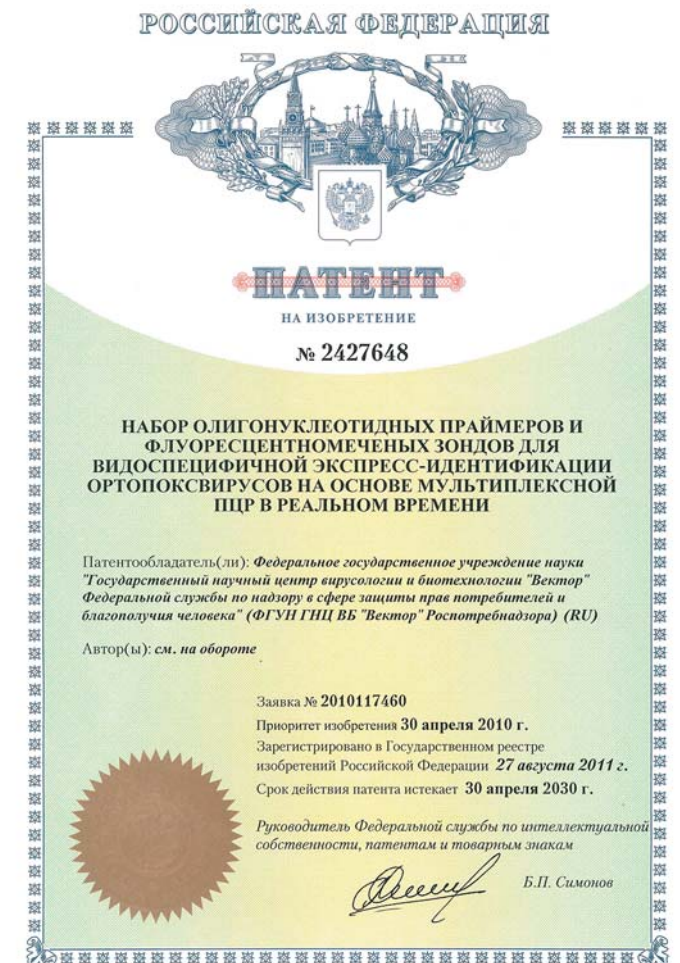 РОССИЙСКАЯ ФЕДЕРАЦИЯ
ПАТЕНТ
НА ИЗОБРЕТЕНИЕ
№ 2427648
НАБОР ОЛИГОНУКЛЕОТИДНЫХ ПРАЙМЕРОВ И
ФЛУОРЕСЦЕНТНОМЕЧЕНЫХ ЗОНДОВ ДЛЯ
ВИДОСПЕЦИФИЧНОЙ ЭКСПРЕСС-ИДЕНТИФИКАЦИИ
ОРТОПОКСВИРУСОВ НА ОСНОВЕ МУЛЬТИПЛЕКСНОЙ
ПЦР В РЕАЛЬНОМ ВРЕМЕНИ
Патентообладатель(ли): Федеральное государственное учреждение науки
"Государственный научный центр вирусологии и биотехнологии "Вектор"
Федеральной службы по надзору в сфере защиты прав потребителей и
благополучия человека" (ФГУН ГНЦ ВБ "Вектор" Роспотребнадзора) (RU)
Автор(ы): см. на обороте
Заявка № 2010117460
Приоритет изобретения 30 апреля 2010 г.
Зарегистрировано в Государственном реестре
изобретений Российской Федерации 27 августа 2011 г.
Срок действия патента истекает 30 апреля 2030 г.
Руководитель Федеральной службы по интеллектуальной
собственности, патентам и товарным знакам
Б.П. Симонов